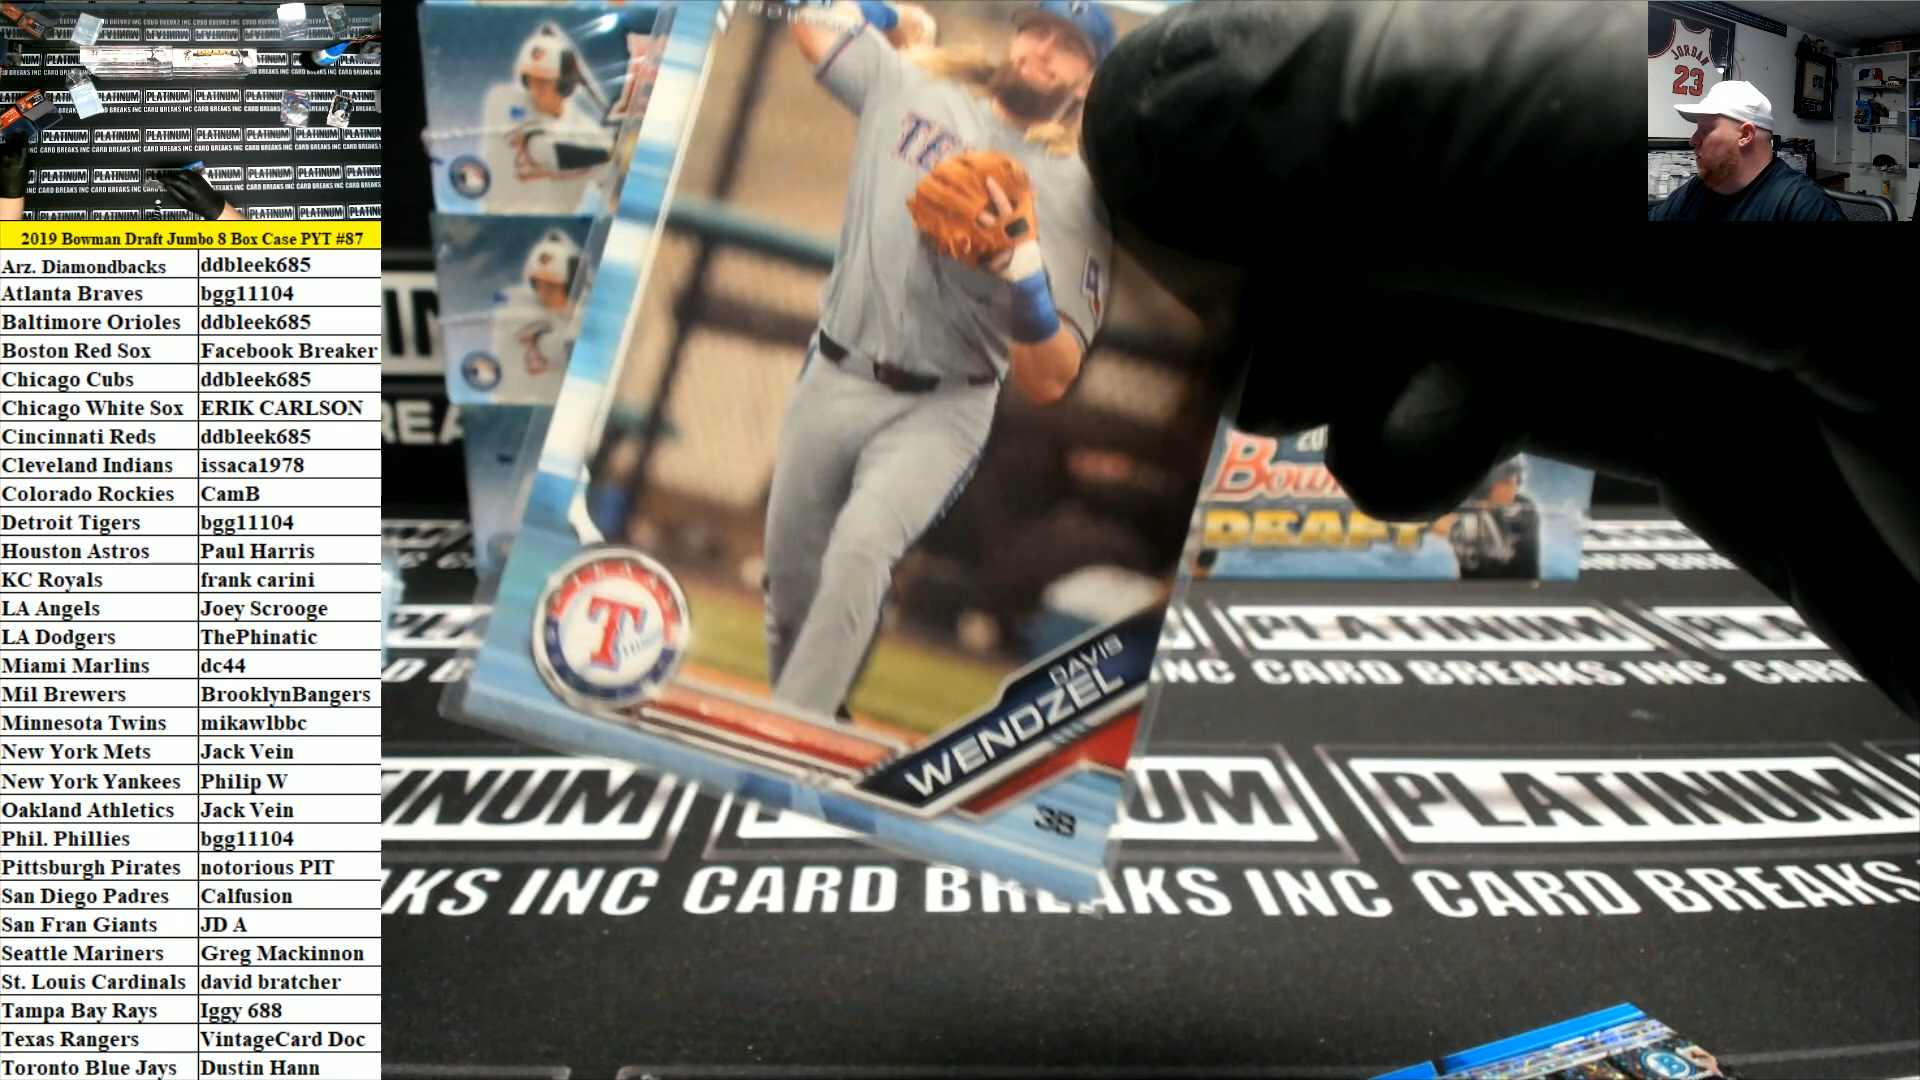 2019 Bowman Draft Jumbo 8 Box Case PYT #87
Arz. Diamondbacks ddbleek685
Atlanta Braves bgg11104
Baltimore Orioles ddbleek685
Boston Red Sox Facebook Breaker
Chicago Cubs ddbleek685
Chicago White Sox ERIK CARLSON
Cincinnati Reds ddbleek685
Cleveland Indians issaca1978
Colorado Rockies CamB
Detroit Tigers bgg11104
Houston Astros Paul Harris
KC Royals frank carini
LA Angels Joey Scrooge
LA Dodgers ThePhinatic
Miami Marlins dc44
Mil Brewers BrooklynBangers
Minnesota Twins mikawlbbc
New York Mets Jack Vein
New York Yankees Philip W
Oakland Athletics Jack Vein
Phil. Phillies bgg11104
Pittsburgh Pirates notorious PIT
San Diego Padres Calfusion
San Fran Giants JD A
Seattle Mariners Greg Mackinnon
St. Louis Cardinals david bratcher
Tampa Bay Rays Iggy 688
Texas Rangers VintageCard Doc
Toronto Blue Jays Dustin Hann
JORDAN
23
DRAFT
T
DAVIS
WENDZEL
3B
PLATINUM
INC CARD
PLATINUM
CARD BREAKS INC CARD BREAKS